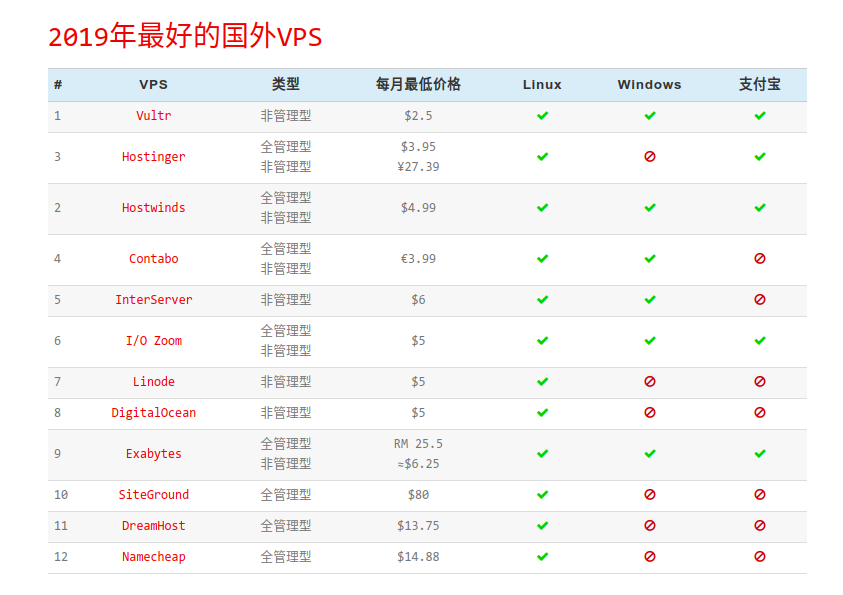 2019年最好的国外VPS
# VPS 类型 每月最低价格 Linux Windows 支付宝
1 Vultr 非管理型 $2.5
3 Hostinger 全管理型 非管理型 $3.95 ¥27.39
2 Hostwinds 全管理型 非管理型 $4.99
4 Contabo 全管理型 非管理型 €3.99
5 InterServer 非管理型 $6
6 I/O Zoom 全管理型 非管理型 $5
7 Linode 非管理型 $5
8 DigitalOcean 非管理型 $5
9 Exabytes 全管理型 非管理型 RM 25.5 ≈$6.25
10 SiteGround 全管理型 $80
11 DreamHost 全管理型 $13.75
12 Namecheap 全管理型 $14.88